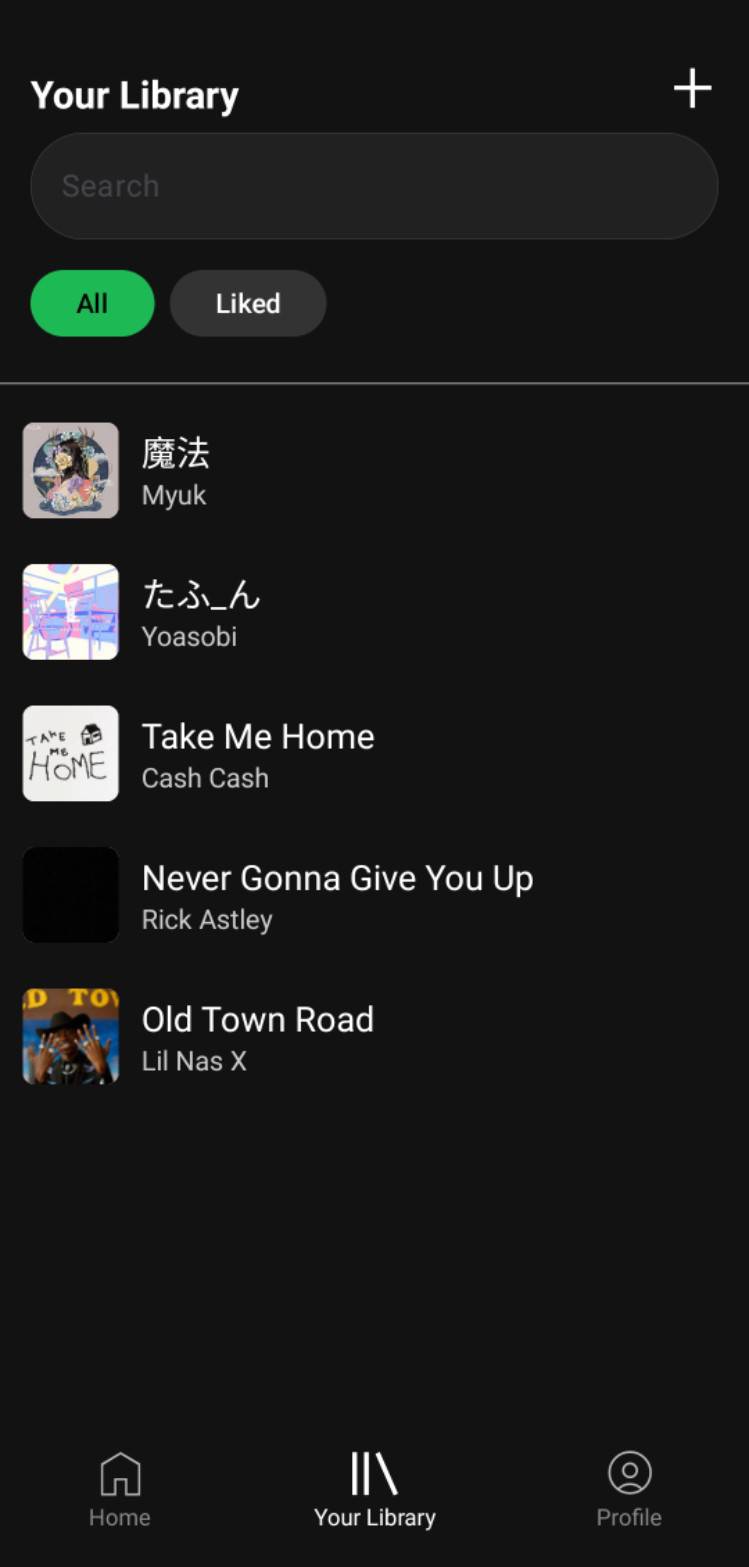 Your Library
Search
All
Liked
魔法
Myuk
たふ_ん
Yoasobi
TAKE
ME
HOME
Take Me Home
Cash Cash
Never Gonna Give You Up
Rick Astley
D TO
Old Town Road
Lil Nas X
Home
Your Library
Profile